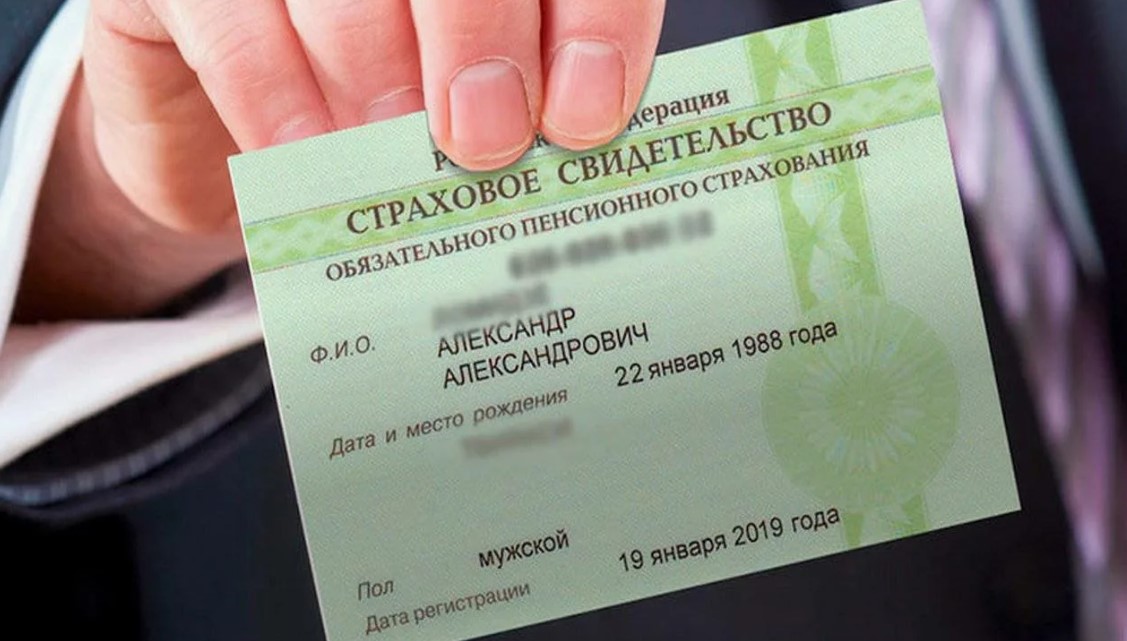 дерация
СТРАХОВОЕ СВИДЕТЕЛЬСТВО
ОБЯЗАТЕЛЬНОГО ПЕНСИОННОГО СТРАХОВАНИЯ
Ф.И.О.
АЛЕКСАНДР
АЛЕКСАНДРОВИЧ
Дата и место рождения 22 января 1988 года
Пол мужской
Дата регистрации 19 января 2019 года